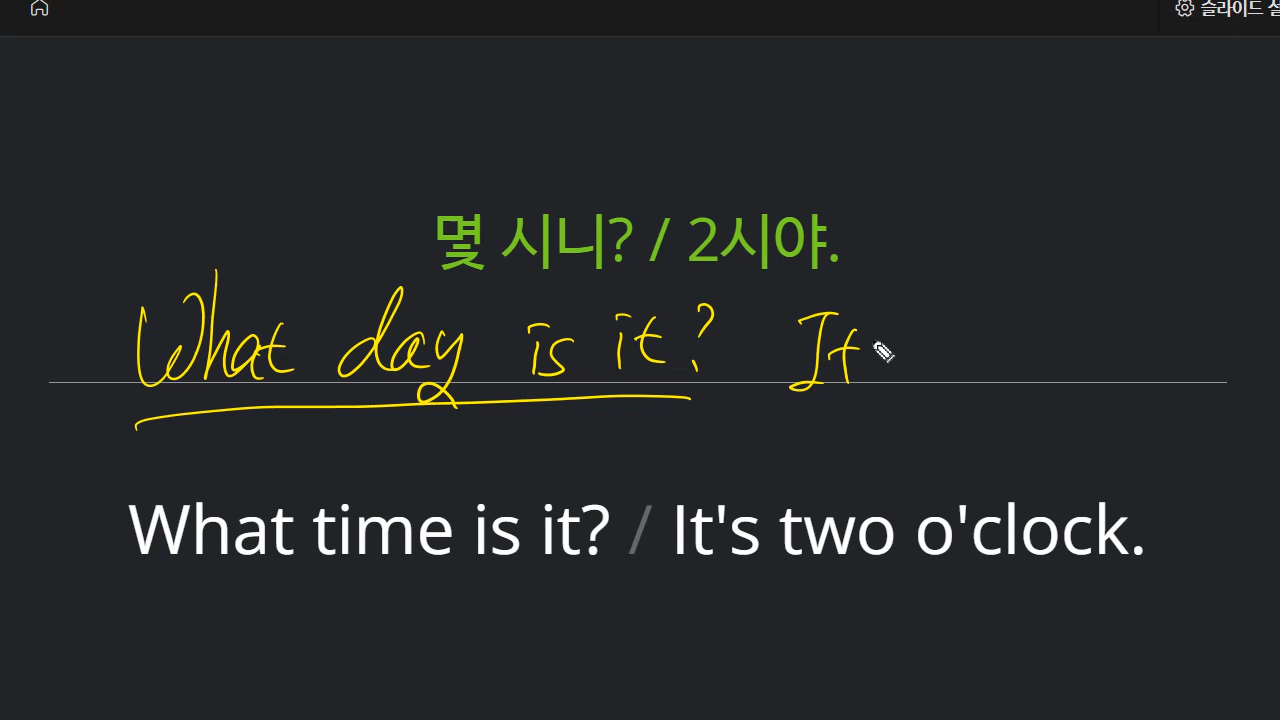 슬라이드
몇 시니? / 2시야.
What day is it? It
What time is it? / It's two o'clock.